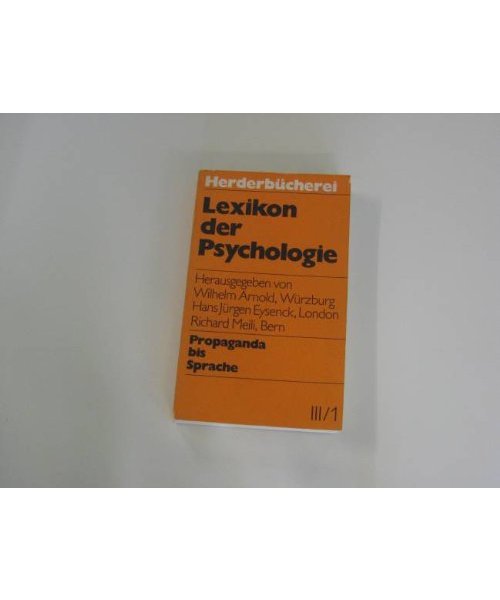 Herderbücherei
Lexikon
der
Psychologie
Herausgegeben von
Wilhelm Arnold, Würzburg
Hans Jürgen Eysenck, London
Richard Meili, Bern
Propaganda
bis
Sprache
III/1